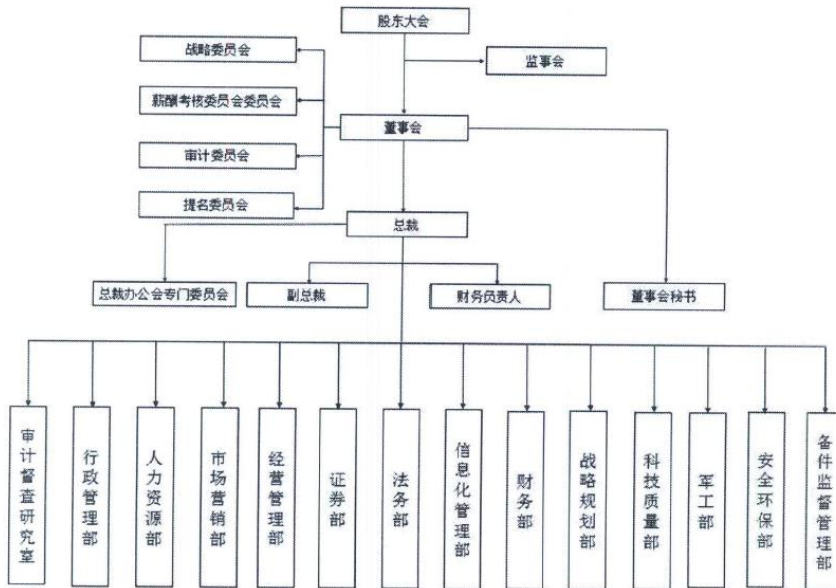 股东大会
战略委员会
监事会
薪酬考核委员会委员会
董事会
审计委员会
提名委员会
总裁
总裁办公会专门委员会
副总裁
财务负责人
董事会秘书
审计督查研究室
行政管理部
人力资源部
市场营销部
经营管理部
证券部
法务部
信息化管理部
财务部
战略规划部
科技质量部
军工部
安全环保部
备件监督管理部